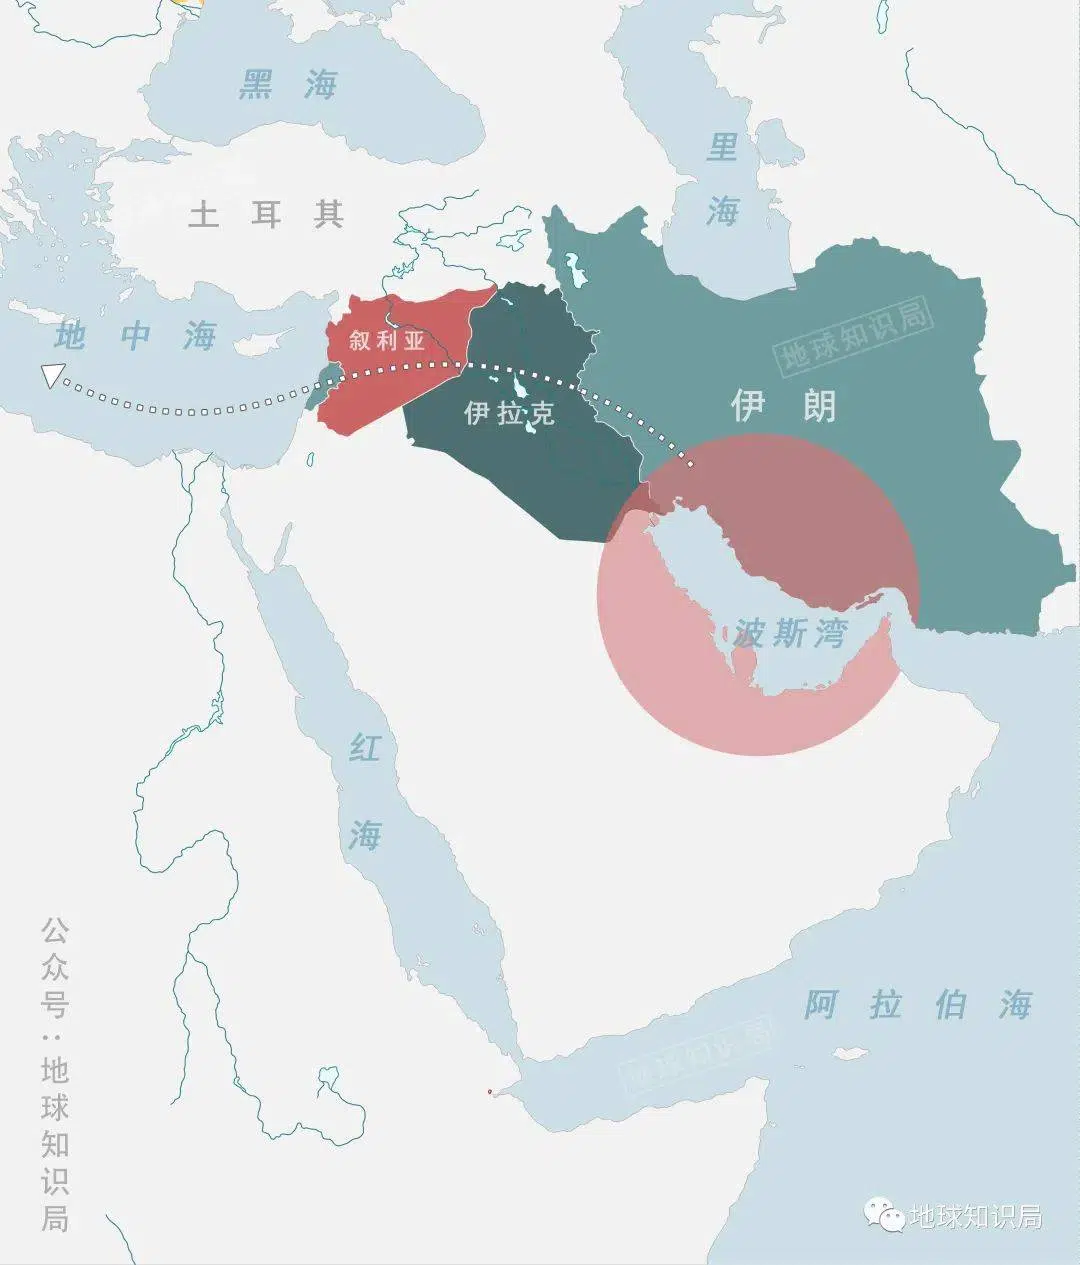 黑海
里海
土耳其
地中海
叙利亚
地球知识局
伊朗
伊拉克
波斯湾
红海
公众号：地球知识局
阿拉伯海
地球知识局
地球知识局